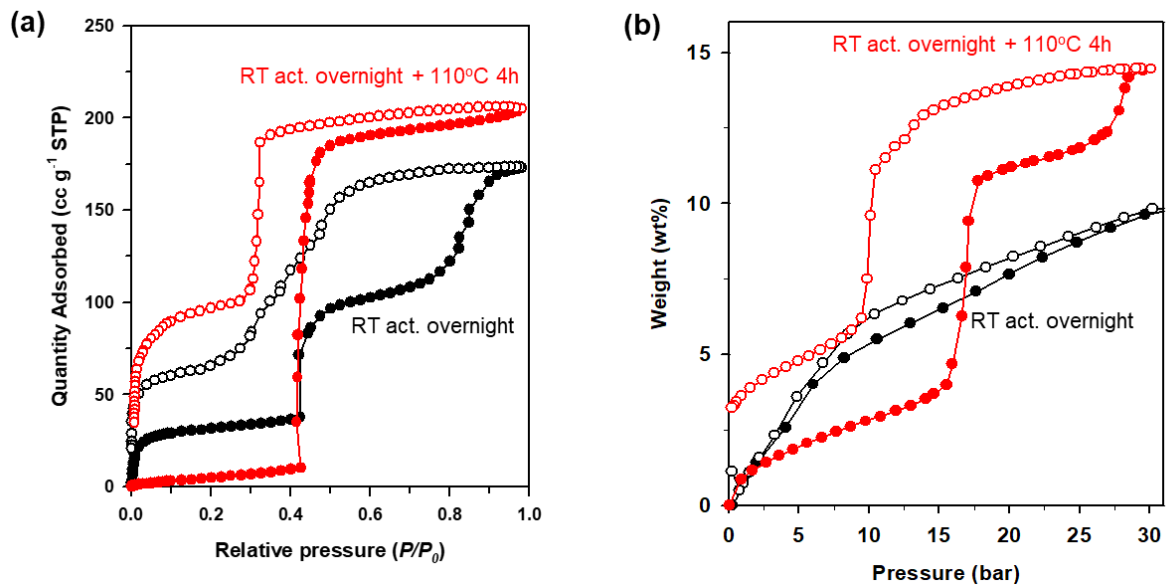 (a)
Quantity Adsorbed (cc g⁻¹ STP)
250
200
150
100
50
0
0.0 0.2 0.4 0.6 0.8 1.0
Relative pressure (P/P₀)
RT act. overnight + 110°C 4h
RT act. overnight
(b)
Weight (wt%)
15
10
5
0
0 5 10 15 20 25 30
Pressure (bar)
RT act. overnight + 110°C 4h
RT act. overnight